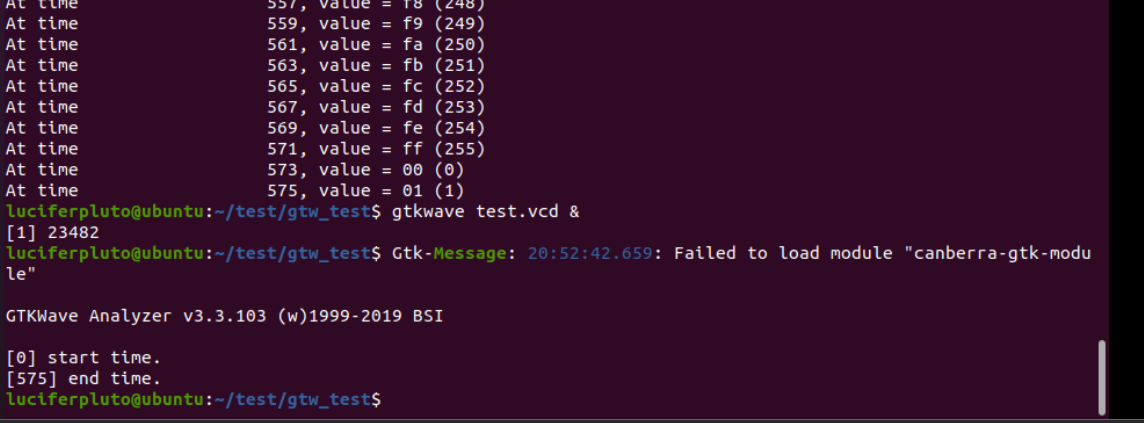 At time                  557, value = f8 (248)
At time                  559, value = f9 (249)
At time                  561, value = fa (250)
At time                  563, value = fb (251)
At time                  565, value = fc (252)
At time                  567, value = fd (253)
At time                  569, value = fe (254)
At time                  571, value = ff (255)
At time                  573, value = 00 (0)
At time                  575, value = 01 (1)
luciferpluto@ubuntu:~/test/gtw_test$ gtkwave test.vcd &
[1] 23482
luciferpluto@ubuntu:~/test/gtw_test$ Gtk-Message: 20:52:42.659: Failed to load module "canberra-gtk-modu
le"
GTKWave Analyzer v3.3.103 (w)1999-2019 BSI
[0] start time.
[575] end time.
luciferpluto@ubuntu:~/test/gtw_test$